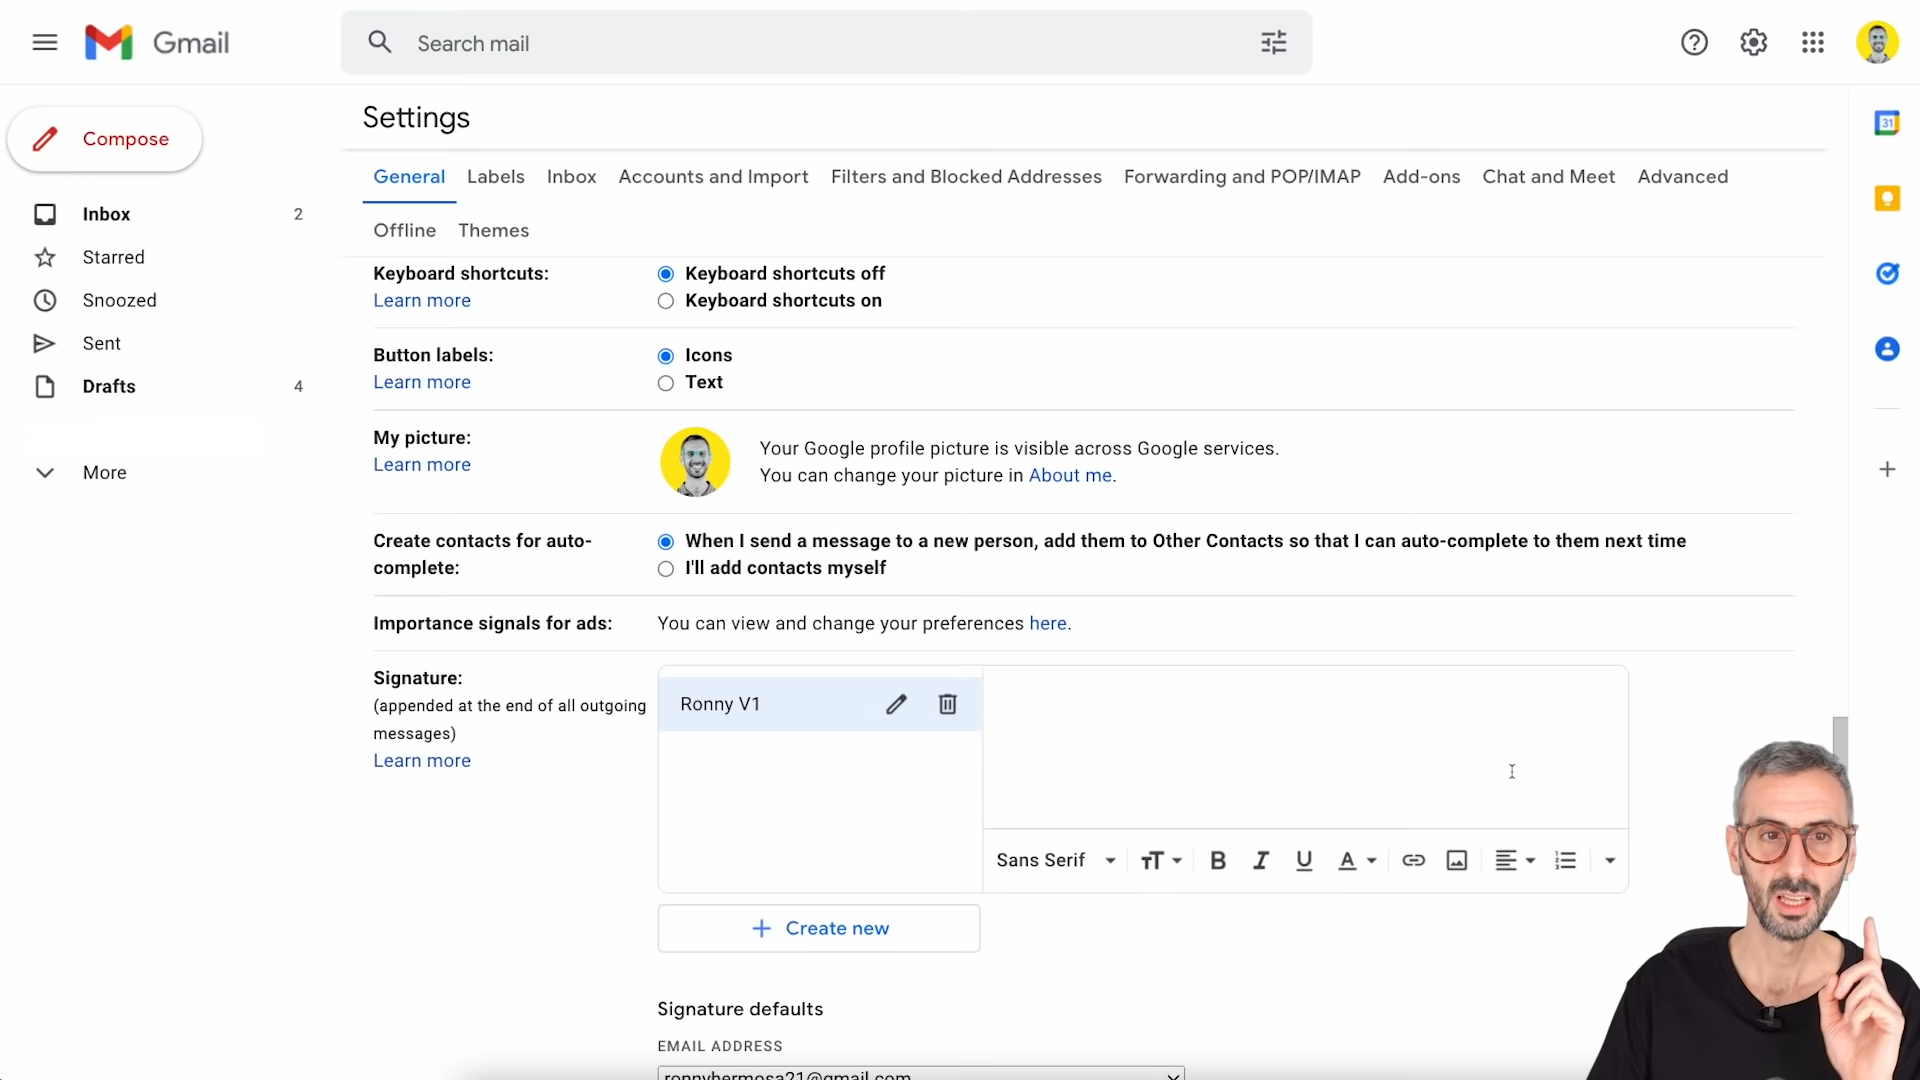 Gmail
Search mail
Compose
Inbox 2
Starred
Snoozed
Sent
Drafts 4
More
Settings
General Labels Inbox Accounts and Import Filters and Blocked Addresses Forwarding and POP/IMAP Add-ons Chat and Meet Advanced
Offline Themes
Keyboard shortcuts:
Learn more
Keyboard shortcuts off
Keyboard shortcuts on
Button labels:
Learn more
Icons
Text
My picture:
Learn more
Your Google profile picture is visible across Google services.
You can change your picture in About me.
Create contacts for auto-
complete:
When I send a message to a new person, add them to Other Contacts so that I can auto-complete to them next time
I'll add contacts myself
Importance signals for ads:
You can view and change your preferences here.
Signature:
(appended at the end of all outgoing
messages)
Learn more
Ronny V1
Sans Serif
Create new
Signature defaults
EMAIL ADDRESS
ronnyhermosa21@gmail.com
31